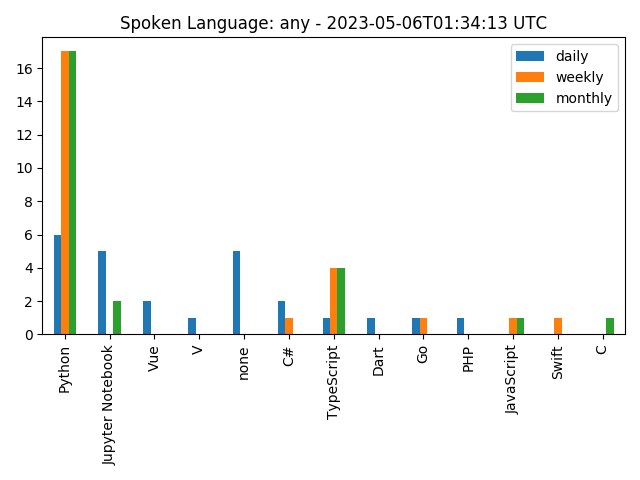 Spoken Language: any - 2023-05-06T01:34:13 UTC
daily
weekly
monthly
16
14
12
10
8
6
4
2
0
Python
Jupyter Notebook
Vue
V
none
C#
TypeScript
Dart
Go
PHP
JavaScript
Swift
C